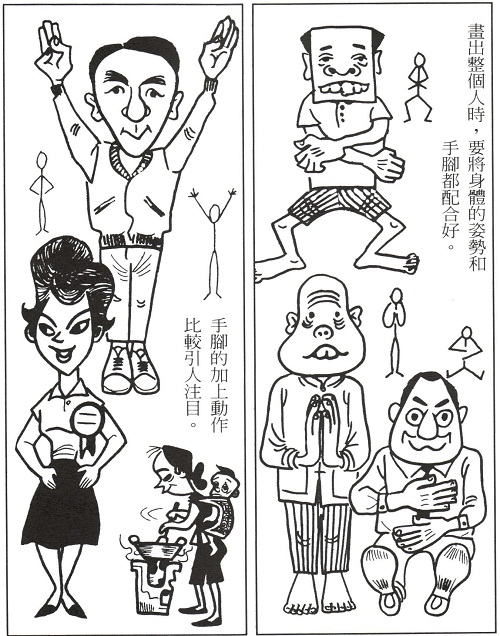 畫出整個人時，要將身體的姿勢和
手腳都配合好。
手腳的加上動作
比較引人注目。